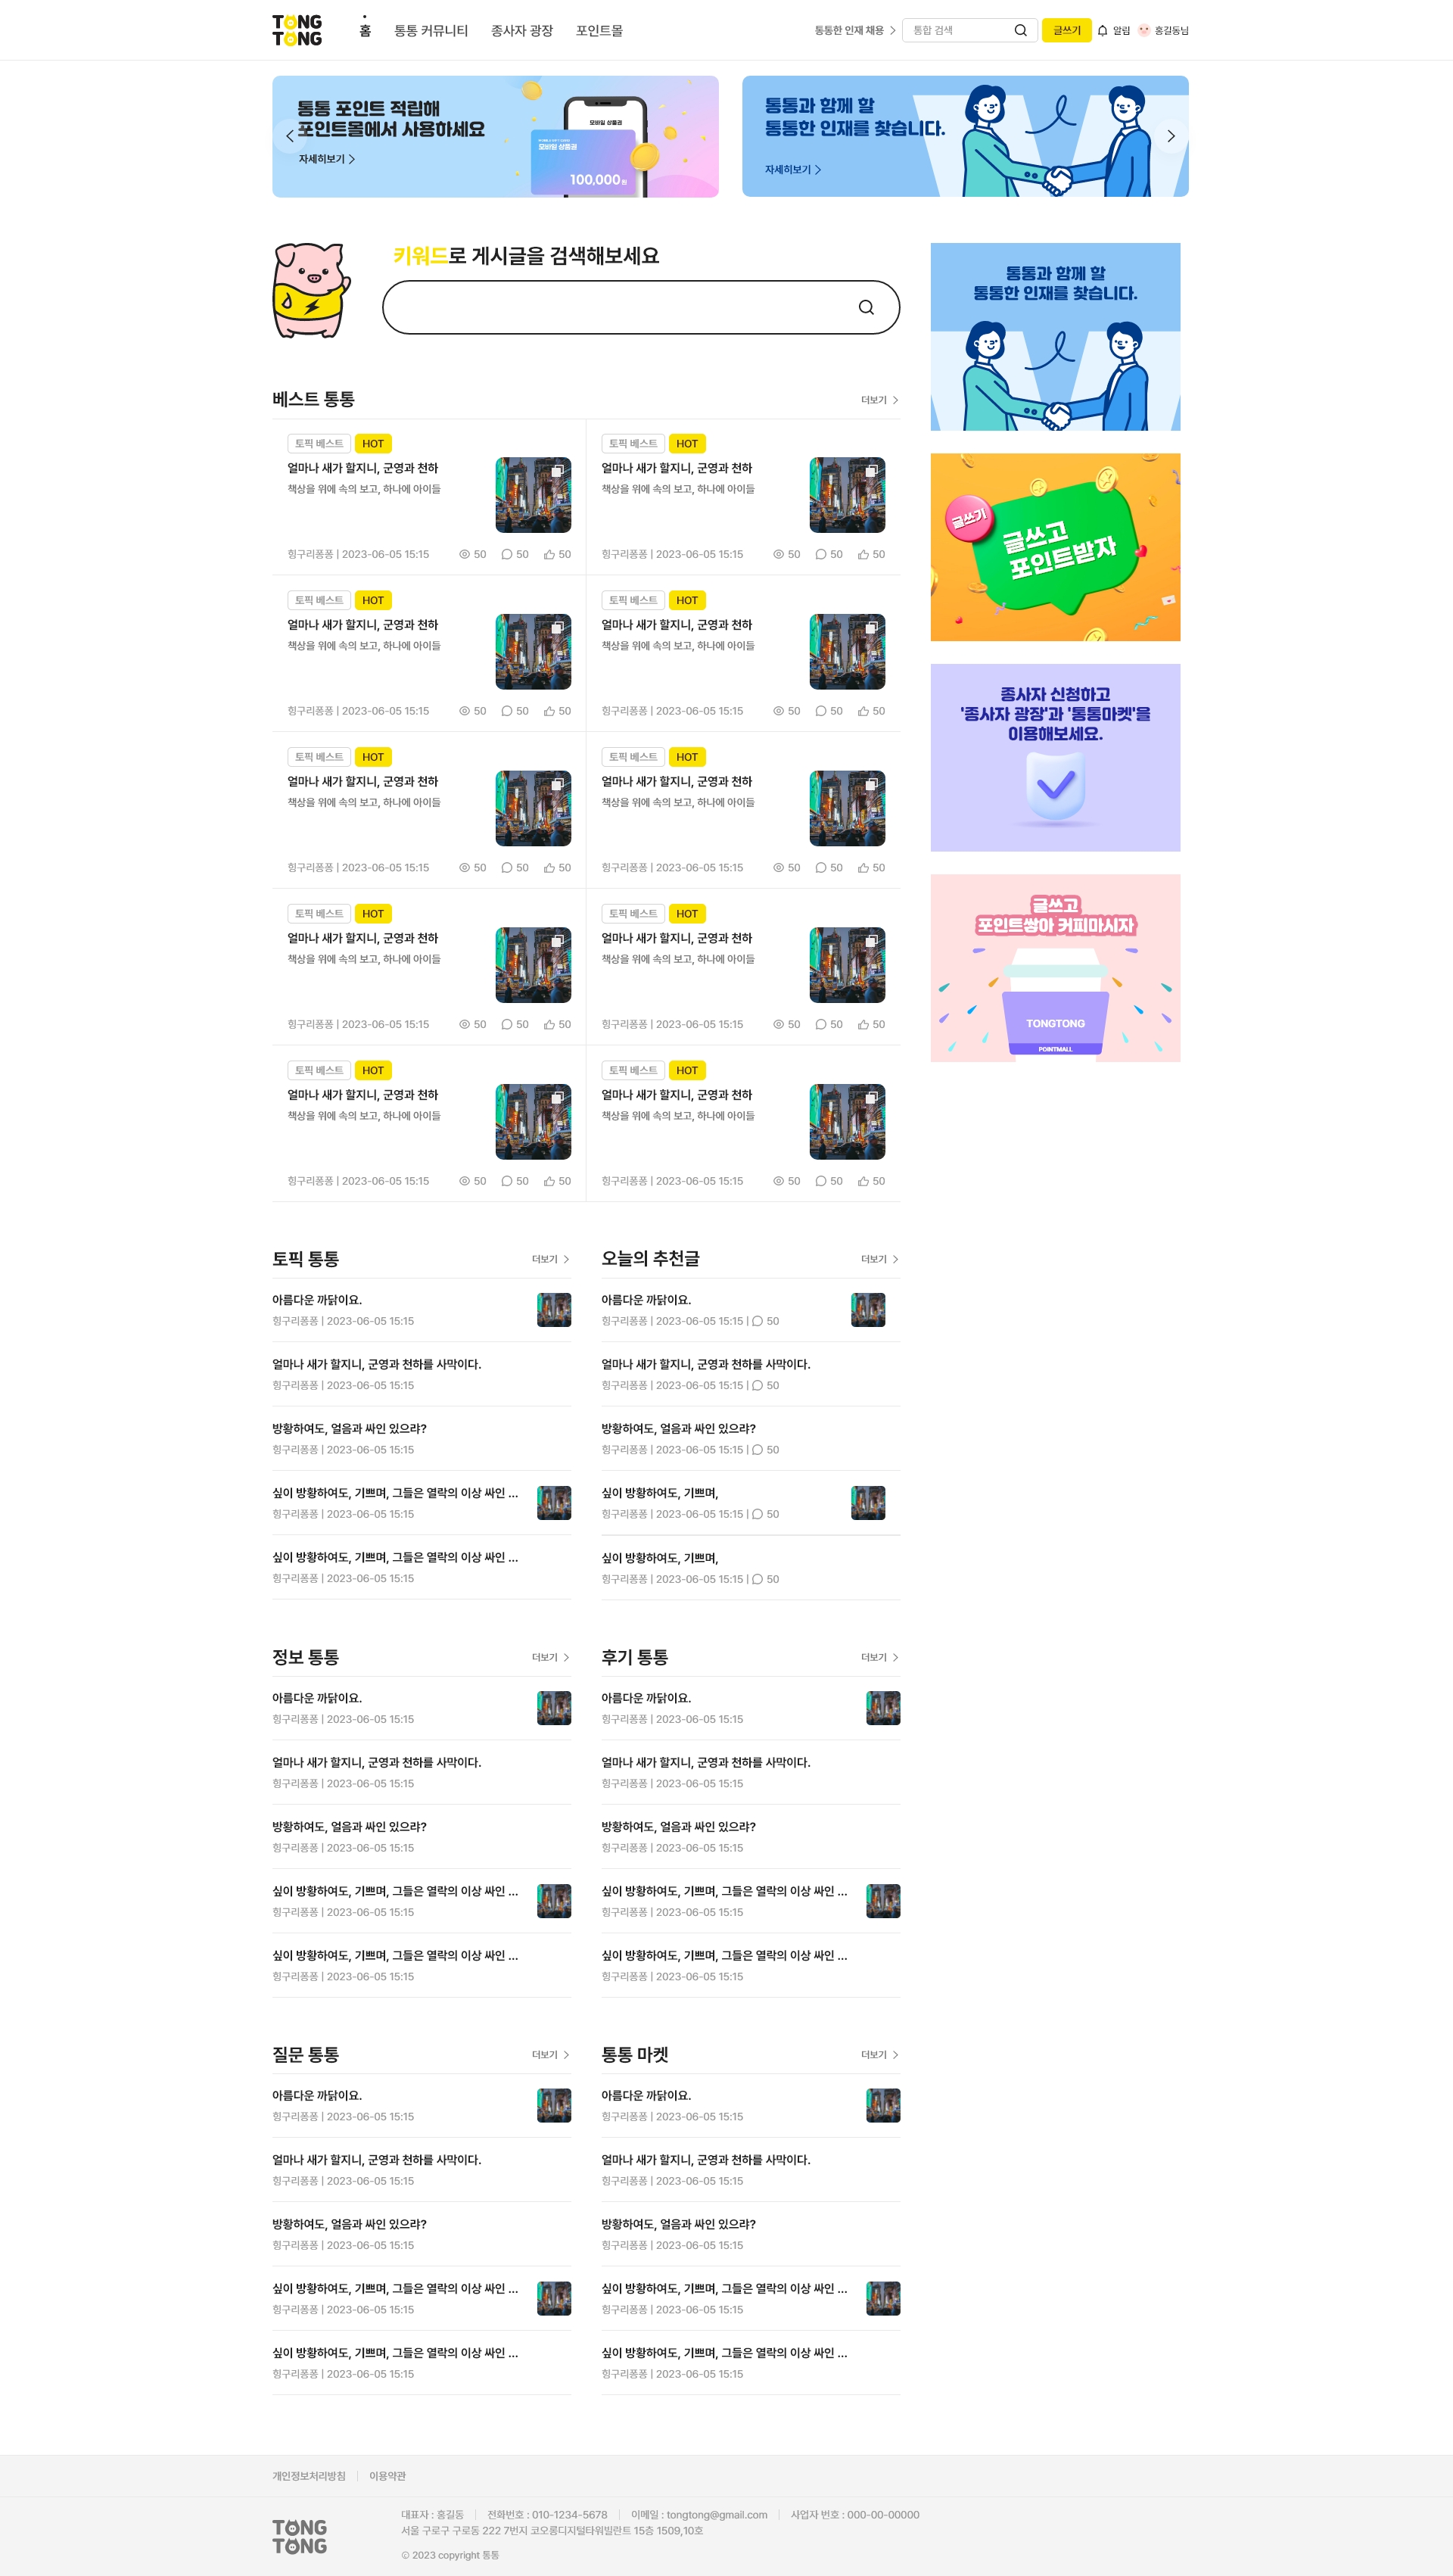 TONG
TONG
홈 통통 커뮤니티 종사자 광장 포인트몰
통통한 인재 채용 통합 검색 글쓰기 알림 홍길동님
통통 포인트 적립해
포인트몰에서 사용하세요
자세히보기
모바일 상품권
모바일 상품권
100,000원
통통과 함께 할
통통한 인재를 찾습니다.
자세히보기
키워드로 게시글을 검색해보세요
통통과 함께 할
통통한 인재를 찾습니다.
글쓰기
글쓰고
포인트받자
종사자 신청하고
'종사자 광장'과 '통통마켓'을
이용해보세요.
글쓰고
포인트쌓아 커피마시자
TONGTONG
POINTMALL
베스트 통통 더보기
토픽 베스트 HOT
얼마나 새가 할지니, 군영과 천하
책상을 위에 속의 보고, 하나에 아이들
힝구리퐁퐁 | 2023-06-05 15:15 50 50 50
토픽 베스트 HOT
얼마나 새가 할지니, 군영과 천하
책상을 위에 속의 보고, 하나에 아이들
힝구리퐁퐁 | 2023-06-05 15:15 50 50 50
토픽 베스트 HOT
얼마나 새가 할지니, 군영과 천하
책상을 위에 속의 보고, 하나에 아이들
힝구리퐁퐁 | 2023-06-05 15:15 50 50 50
토픽 베스트 HOT
얼마나 새가 할지니, 군영과 천하
책상을 위에 속의 보고, 하나에 아이들
힝구리퐁퐁 | 2023-06-05 15:15 50 50 50
토픽 베스트 HOT
얼마나 새가 할지니, 군영과 천하
책상을 위에 속의 보고, 하나에 아이들
힝구리퐁퐁 | 2023-06-05 15:15 50 50 50
토픽 베스트 HOT
얼마나 새가 할지니, 군영과 천하
책상을 위에 속의 보고, 하나에 아이들
힝구리퐁퐁 | 2023-06-05 15:15 50 50 50
토픽 베스트 HOT
얼마나 새가 할지니, 군영과 천하
책상을 위에 속의 보고, 하나에 아이들
힝구리퐁퐁 | 2023-06-05 15:15 50 50 50
토픽 베스트 HOT
얼마나 새가 할지니, 군영과 천하
책상을 위에 속의 보고, 하나에 아이들
힝구리퐁퐁 | 2023-06-05 15:15 50 50 50
토픽 베스트 HOT
얼마나 새가 할지니, 군영과 천하
책상을 위에 속의 보고, 하나에 아이들
힝구리퐁퐁 | 2023-06-05 15:15 50 50 50
토픽 베스트 HOT
얼마나 새가 할지니, 군영과 천하
책상을 위에 속의 보고, 하나에 아이들
힝구리퐁퐁 | 2023-06-05 15:15 50 50 50
토픽 통통 더보기
아름다운 까닭이요.
힝구리퐁퐁 | 2023-06-05 15:15
얼마나 새가 할지니, 군영과 천하를 사막이다.
힝구리퐁퐁 | 2023-06-05 15:15
방황하여도, 얼음과 싸인 있으랴?
힝구리퐁퐁 | 2023-06-05 15:15
싶이 방황하여도, 기쁘며, 그들은 열락의 이상 싸인 ...
힝구리퐁퐁 | 2023-06-05 15:15
싶이 방황하여도, 기쁘며, 그들은 열락의 이상 싸인 ...
힝구리퐁퐁 | 2023-06-05 15:15
오늘의 추천글 더보기
아름다운 까닭이요.
힝구리퐁퐁 | 2023-06-05 15:15 | 50
얼마나 새가 할지니, 군영과 천하를 사막이다.
힝구리퐁퐁 | 2023-06-05 15:15 | 50
방황하여도, 얼음과 싸인 있으랴?
힝구리퐁퐁 | 2023-06-05 15:15 | 50
싶이 방황하여도, 기쁘며,
힝구리퐁퐁 | 2023-06-05 15:15 | 50
싶이 방황하여도, 기쁘며,
힝구리퐁퐁 | 2023-06-05 15:15 | 50
정보 통통 더보기
아름다운 까닭이요.
힝구리퐁퐁 | 2023-06-05 15:15
얼마나 새가 할지니, 군영과 천하를 사막이다.
힝구리퐁퐁 | 2023-06-05 15:15
방황하여도, 얼음과 싸인 있으랴?
힝구리퐁퐁 | 2023-06-05 15:15
싶이 방황하여도, 기쁘며, 그들은 열락의 이상 싸인 ...
힝구리퐁퐁 | 2023-06-05 15:15
싶이 방황하여도, 기쁘며, 그들은 열락의 이상 싸인 ...
힝구리퐁퐁 | 2023-06-05 15:15
후기 통통 더보기
아름다운 까닭이요.
힝구리퐁퐁 | 2023-06-05 15:15
얼마나 새가 할지니, 군영과 천하를 사막이다.
힝구리퐁퐁 | 2023-06-05 15:15
방황하여도, 얼음과 싸인 있으랴?
힝구리퐁퐁 | 2023-06-05 15:15
싶이 방황하여도, 기쁘며, 그들은 열락의 이상 싸인 ...
힝구리퐁퐁 | 2023-06-05 15:15
싶이 방황하여도, 기쁘며, 그들은 열락의 이상 싸인 ...
힝구리퐁퐁 | 2023-06-05 15:15
질문 통통 더보기
아름다운 까닭이요.
힝구리퐁퐁 | 2023-06-05 15:15
얼마나 새가 할지니, 군영과 천하를 사막이다.
힝구리퐁퐁 | 2023-06-05 15:15
방황하여도, 얼음과 싸인 있으랴?
힝구리퐁퐁 | 2023-06-05 15:15
싶이 방황하여도, 기쁘며, 그들은 열락의 이상 싸인 ...
힝구리퐁퐁 | 2023-06-05 15:15
싶이 방황하여도, 기쁘며, 그들은 열락의 이상 싸인 ...
힝구리퐁퐁 | 2023-06-05 15:15
통통 마켓 더보기
아름다운 까닭이요.
힝구리퐁퐁 | 2023-06-05 15:15
얼마나 새가 할지니, 군영과 천하를 사막이다.
힝구리퐁퐁 | 2023-06-05 15:15
방황하여도, 얼음과 싸인 있으랴?
힝구리퐁퐁 | 2023-06-05 15:15
싶이 방황하여도, 기쁘며, 그들은 열락의 이상 싸인 ...
힝구리퐁퐁 | 2023-06-05 15:15
싶이 방황하여도, 기쁘며, 그들은 열락의 이상 싸인 ...
힝구리퐁퐁 | 2023-06-05 15:15
개인정보처리방침 이용약관
TONG
TONG
대표자 : 홍길동 전화번호 : 010-1234-5678 이메일 : tongtong@gmail.com 사업자 번호 : 000-00-00000
서울 구로구 구로동 222 7번지 코오롱디지털타워빌란트 15층 1509,10호
© 2023 copyright 통통